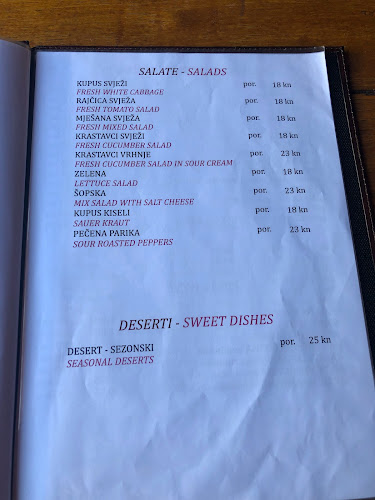 SALATE - SALADS
KUPUS SVJEŽI por. 18 kn
FRESH WHITE CABBAGE
RAJČICA SVJEŽA por. 18 kn
FRESH TOMATO SALAD
MJEŠANA SVJEŽA por. 18 kn
FRESH MIXED SALAD
KRASTAVCI SVJEŽI por. 18 kn
FRESH CUCUMBER SALAD
KRASTAVCI VRHNJE por. 23 kn
FRESH CUCUMBER SALAD IN SOUR CREAM
ZELENA por. 18 kn
LETTUCE SALAD
ŠOPSKA por. 23 kn
MIX SALAD WITH SALT CHEESE
KUPUS KISELI por. 18 kn
SAUER KRAUT
PEČENA PARIKA por. 23 kn
SOUR ROASTED PEPPERS
DESERTI - SWEET DISHES
DESERT - SEZONSKI por. 25 kn
SEASONAL DESERTS